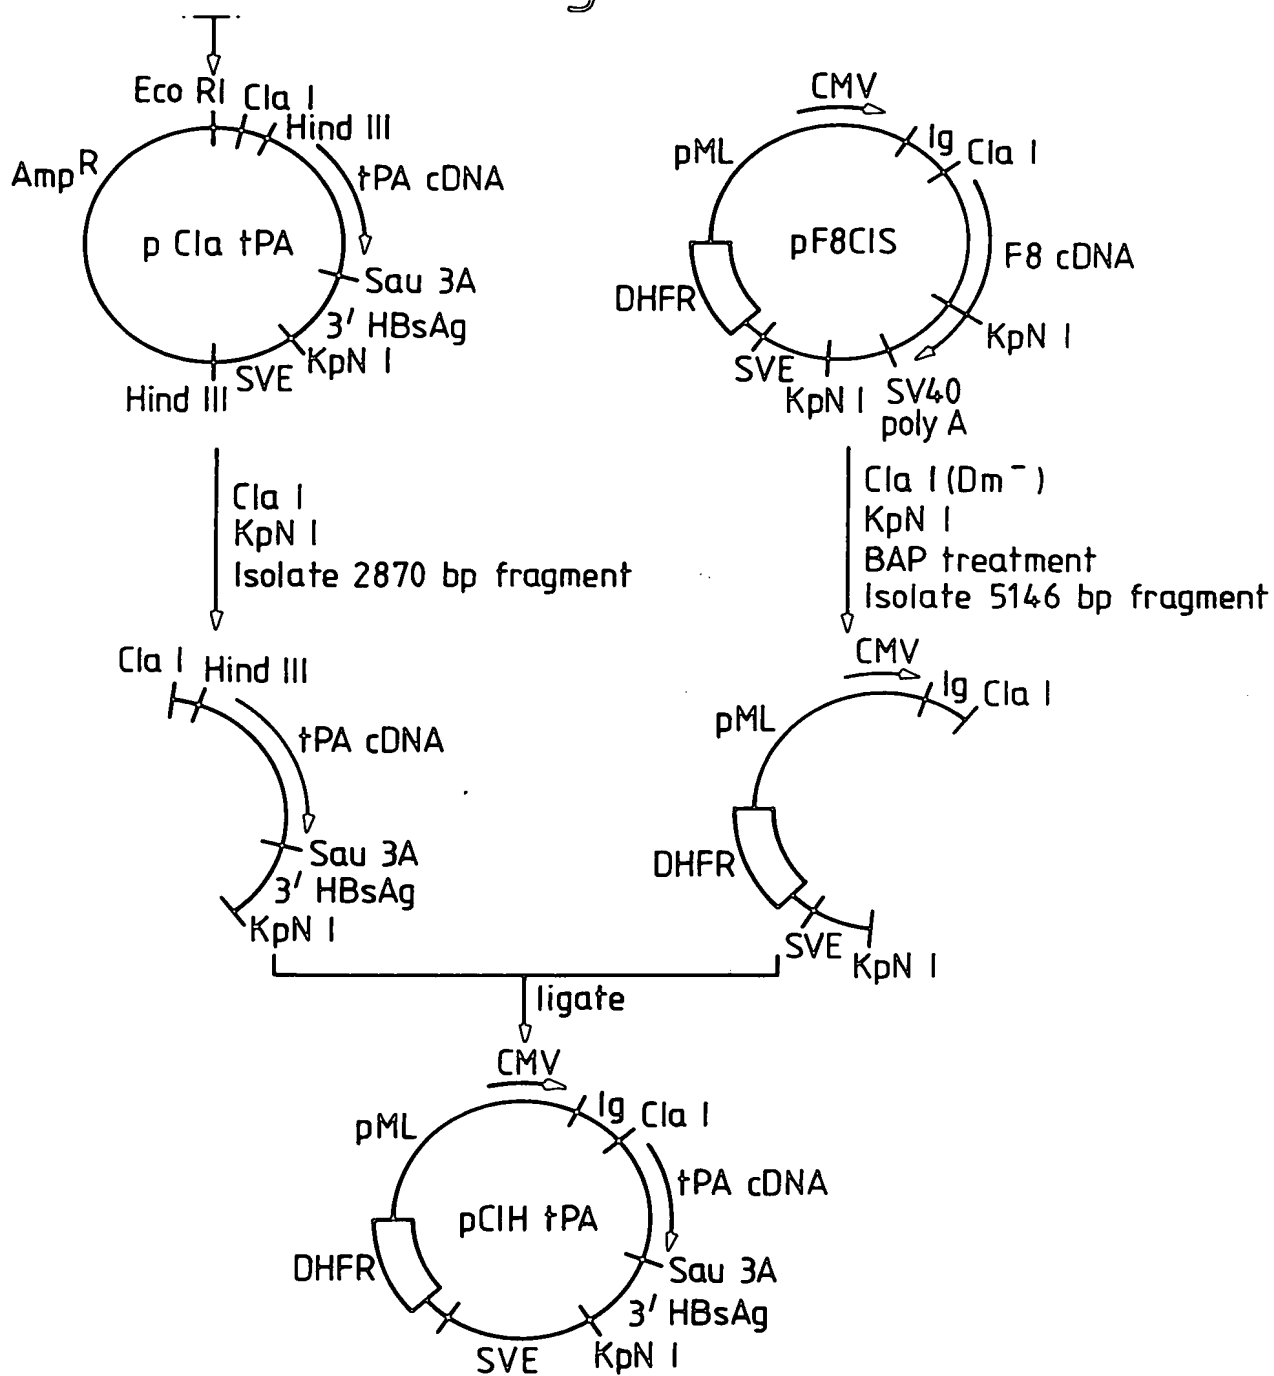 Eco RI
Cla I
Hind III
Amp R
tPA cDNA
p Cla tPA
Sau 3A
3' HBsAg
KpN I
SVE
Hind III
CMV
Ig
Cla I
pML
pF8CIS
F8 cDNA
DHFR
KpN I
SVE
KpN I
SV40
poly A
Cla I
KpN I
Isolate 2870 bp fragment
Cla I (Dm⁻)
KpN I
BAP treatment
Isolate 5146 bp fragment
Cla I
Hind III
tPA cDNA
Sau 3A
3' HBsAg
KpN I
CMV
Ig
Cla I
pML
DHFR
SVE
KpN I
ligate
CMV
Ig
Cla I
pML
tPA cDNA
pCIH tPA
DHFR
Sau 3A
3' HBsAg
SVE
KpN I